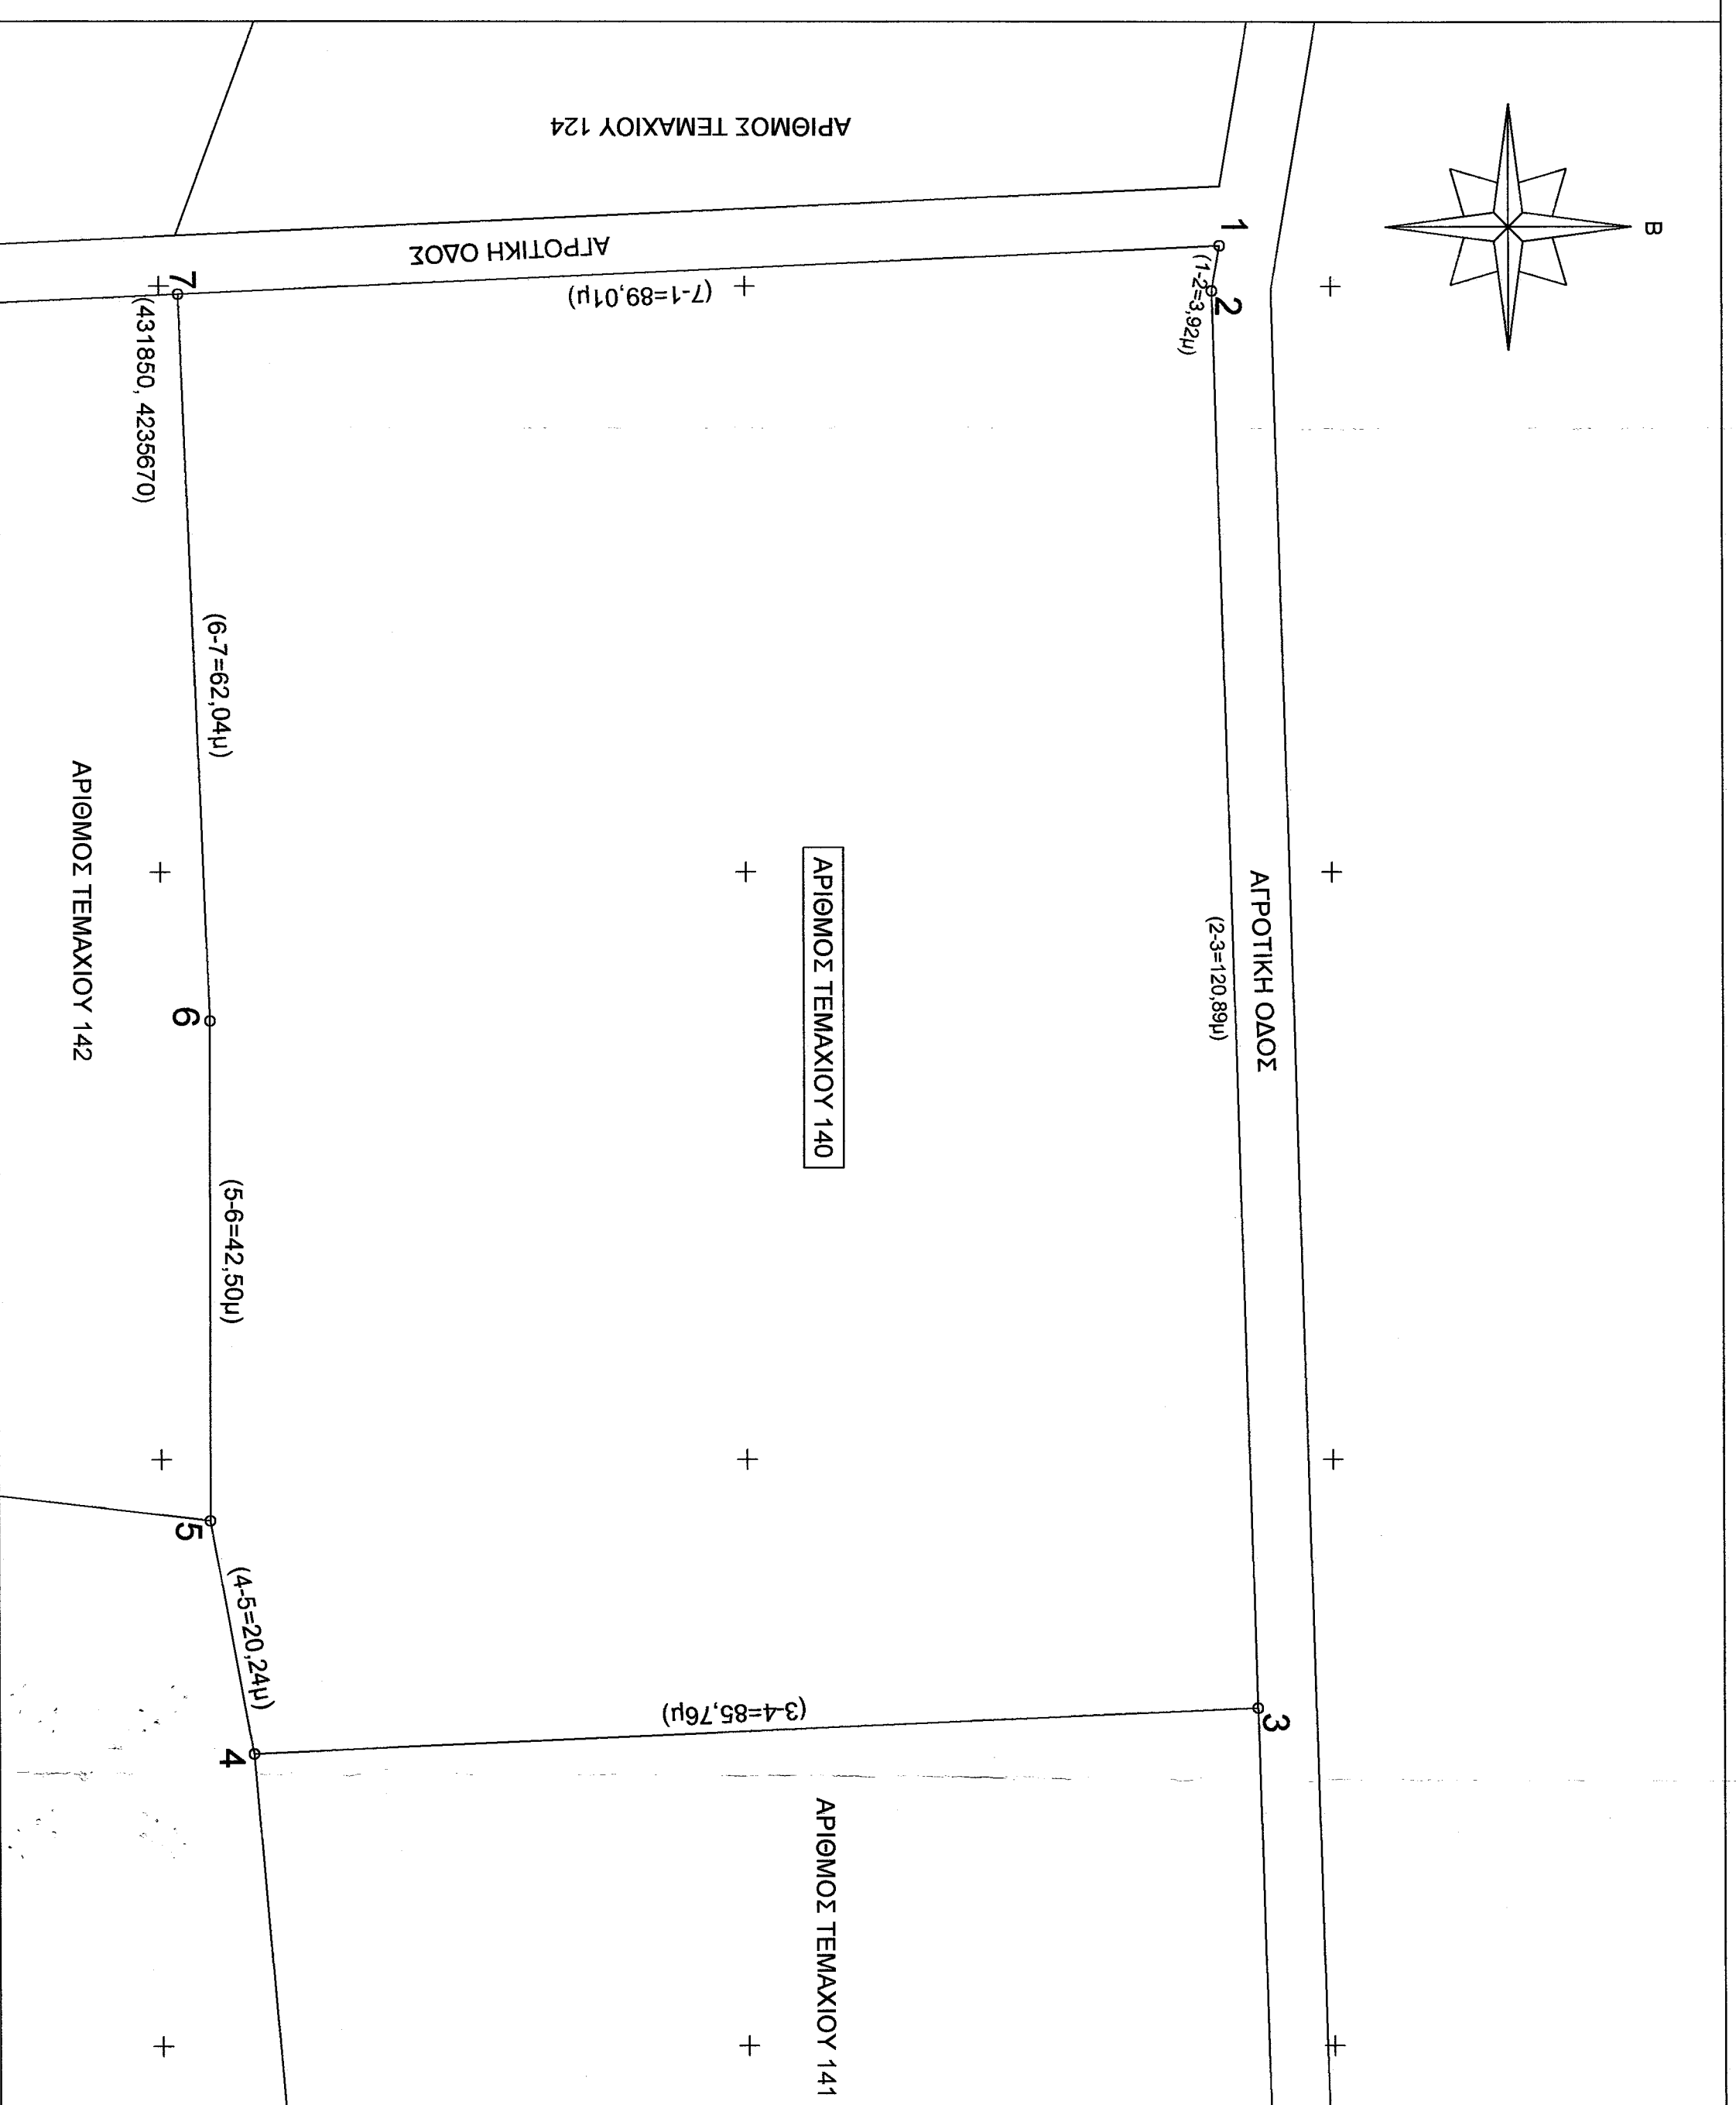 Β
ΑΓΡΟΤΙΚΗ ΟΔΟΣ
(2-3=120,89μ)
1
(1-2=3,92μ)
2
3
ΑΡΙΘΜΟΣ ΤΕΜΑΧΙΟΥ 124
ΑΓΡΟΤΙΚΗ ΟΔΟΣ
(7-1=89,01μ)
ΑΡΙΘΜΟΣ ΤΕΜΑΧΙΟΥ 140
(3-4=85,76μ)
ΑΡΙΘΜΟΣ ΤΕΜΑΧΙΟΥ 141
7
(431850, 4235670)
(6-7=62,04μ)
6
(5-6=42,50μ)
5
(4-5=20,24μ)
4
ΑΡΙΘΜΟΣ ΤΕΜΑΧΙΟΥ 142